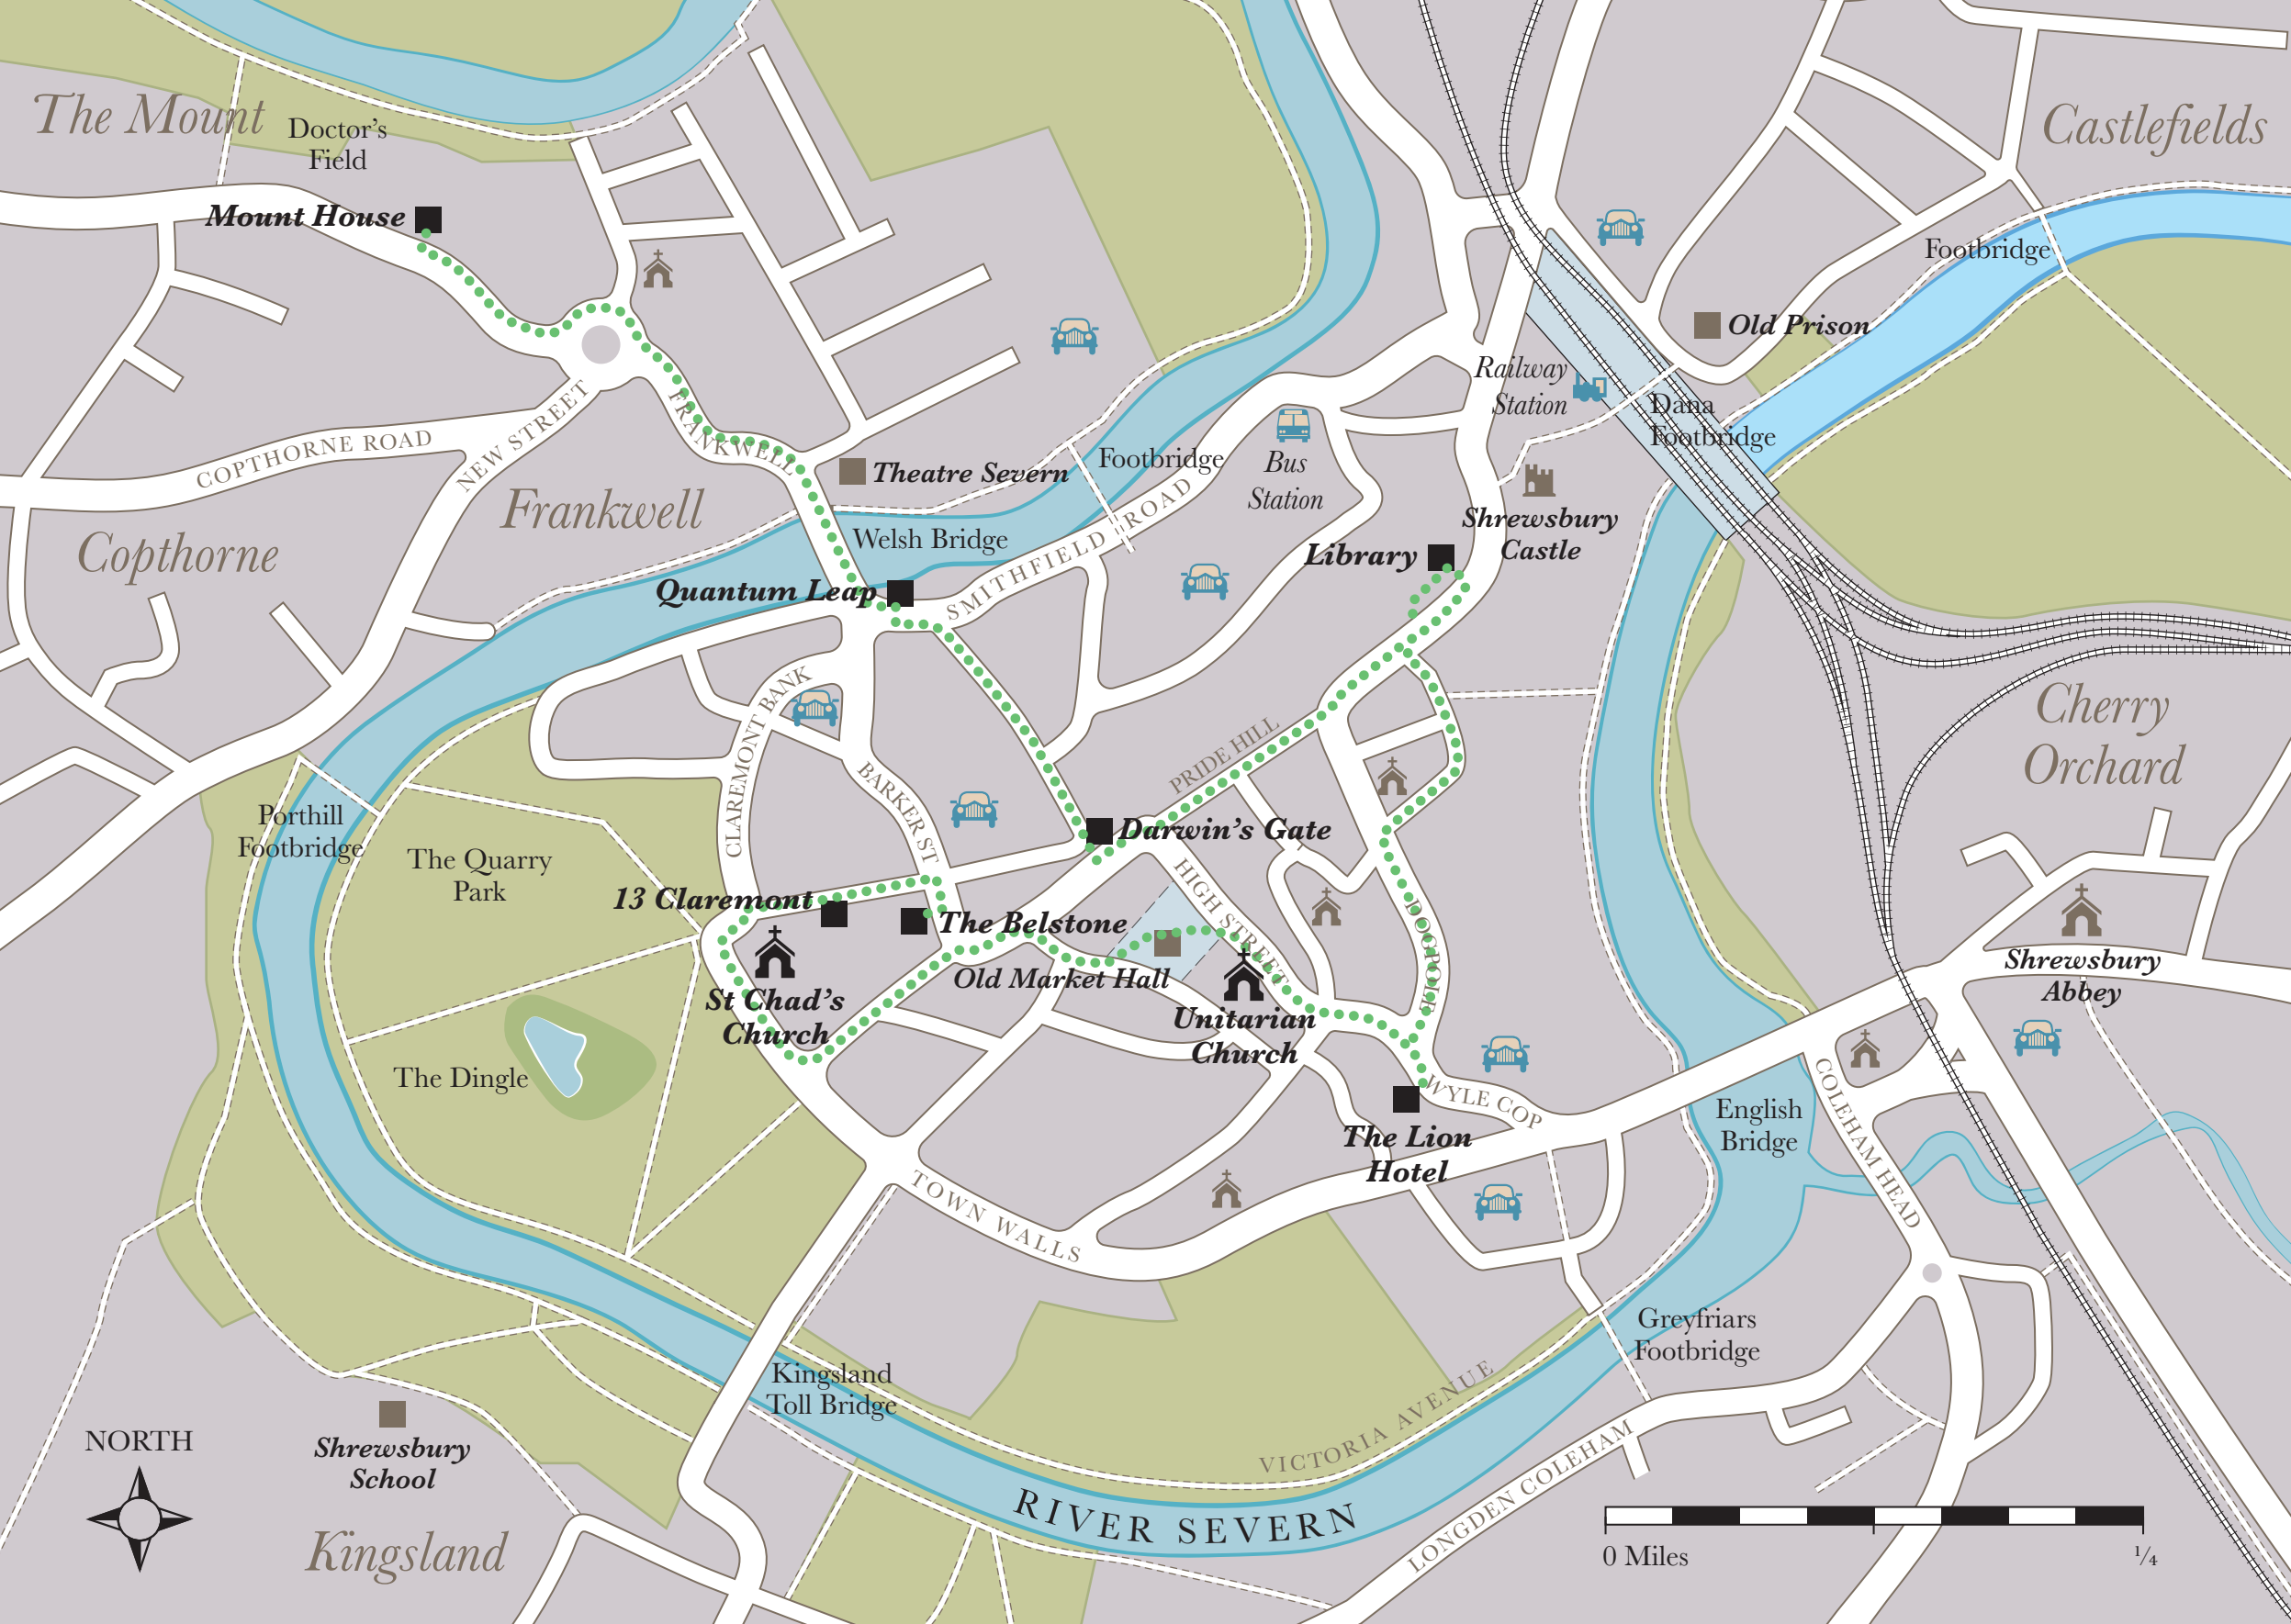 The Mount
Doctor's
Field
Castlefields
Mount House
Footbridge
Old Prison
Railway
Station
FRANKWELL
NEW STREET
COPTHORNE ROAD
Dana
Footbridge
Theatre Severn
Footbridge
Bus
Station
Frankwell
SMITHFIELD ROAD
Shrewsbury
Castle
Copthorne
Welsh Bridge
Library
Quantum Leap
CLAREMONT BANK
Cherry
Orchard
PRIDE HILL
BARKER ST
Porthill
Footbridge
Darwin's Gate
The Quarry
Park
HIGH STREET
13 Claremont
The Belstone
DOGPOLE
Old Market Hall
Shrewsbury
Abbey
St Chad's
Church
Unitarian
Church
The Dingle
WYLE COP
English
Bridge
COLEHAM HEAD
The Lion
Hotel
TOWN WALLS
Greyfriars
Footbridge
Kingsland
Toll Bridge
VICTORIA AVENUE
NORTH
Shrewsbury
School
LONGDEN COLEHAM
RIVER SEVERN
Kingsland
0 Miles
¼